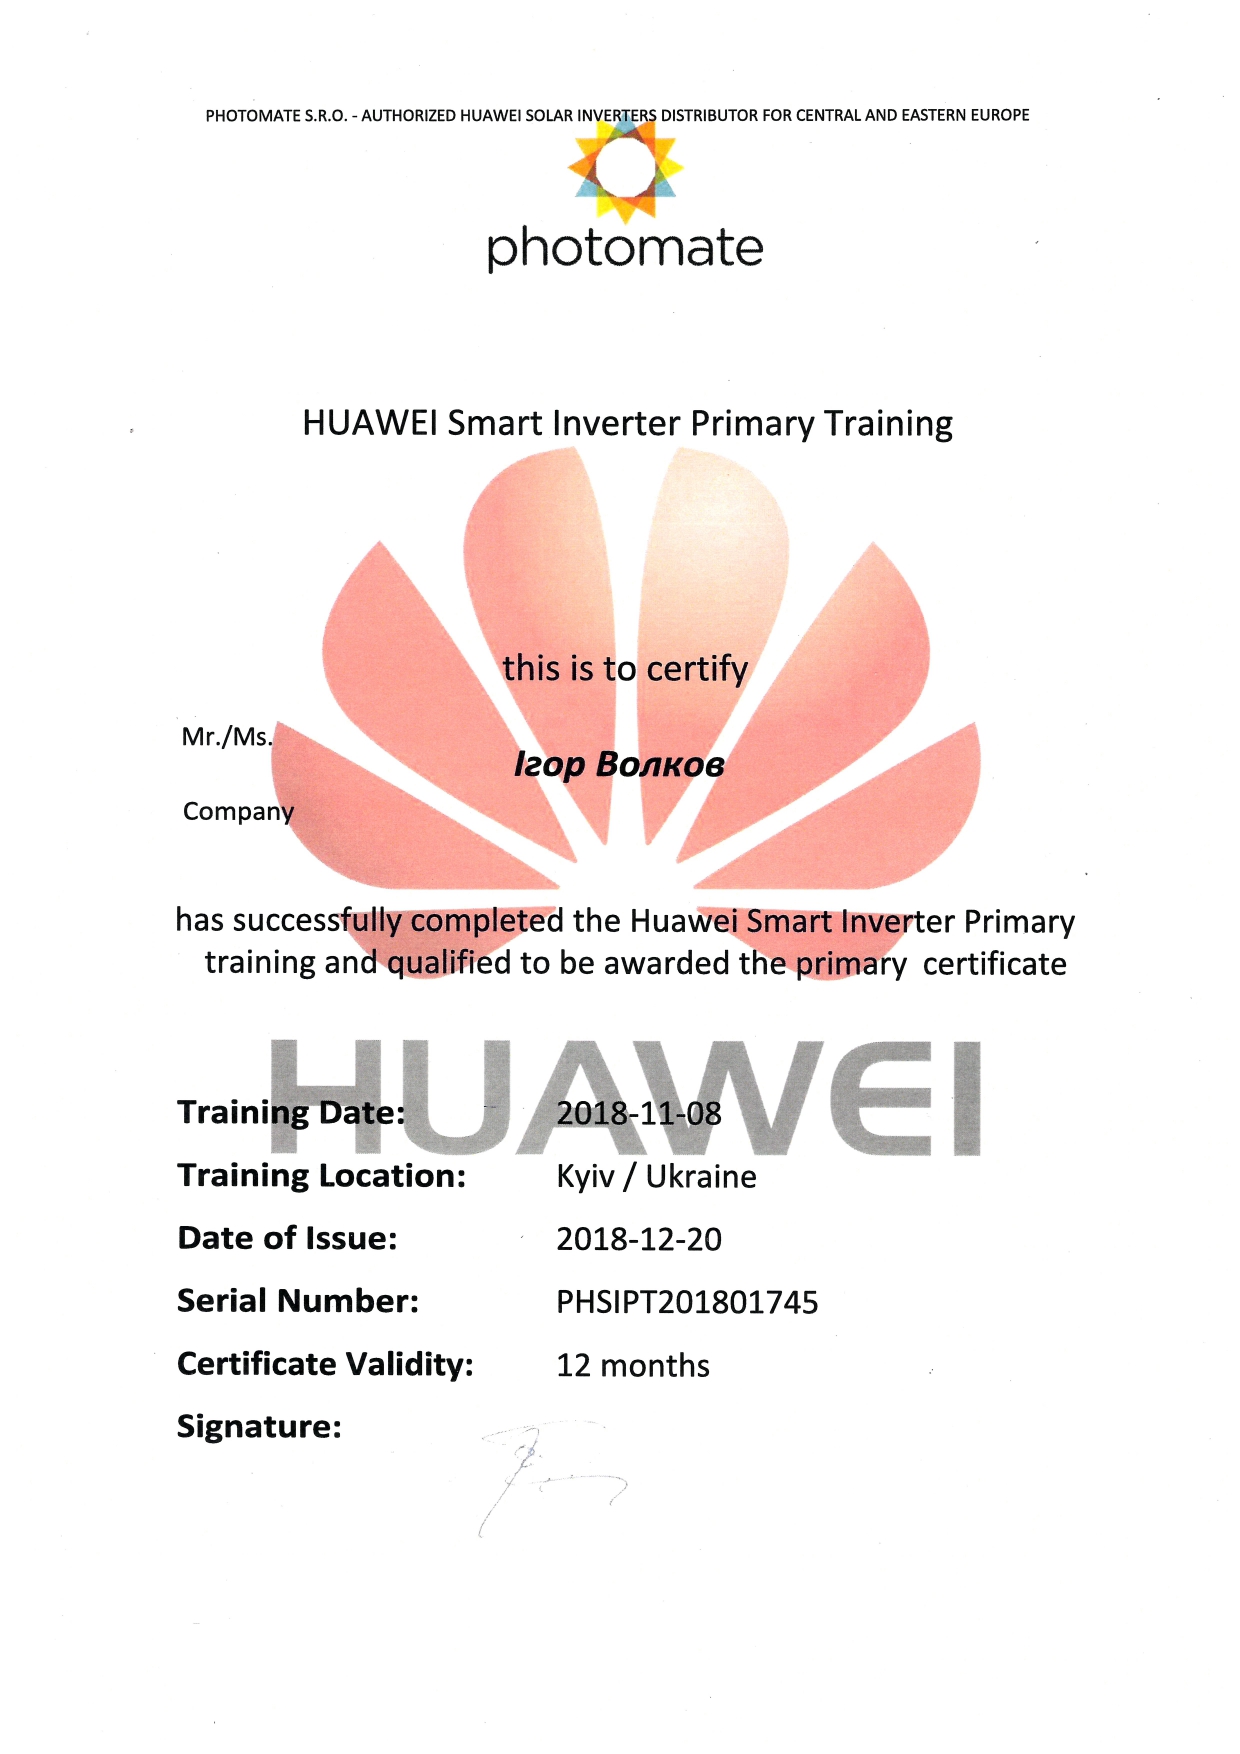 PHOTOMATE S.R.O. - AUTHORIZED HUAWEI SOLAR INVERTERS DISTRIBUTOR FOR CENTRAL AND EASTERN EUROPE
photomate
HUAWEI Smart Inverter Primary Training
this is to certify
Mr./Ms.
Ігор Волков
Company
has successfully completed the Huawei Smart Inverter Primary
training and qualified to be awarded the primary certificate
HUAWEI
Training Date: 2018-11-08
Training Location: Kyiv / Ukraine
Date of Issue: 2018-12-20
Serial Number: PHSIPT201801745
Certificate Validity: 12 months
Signature: